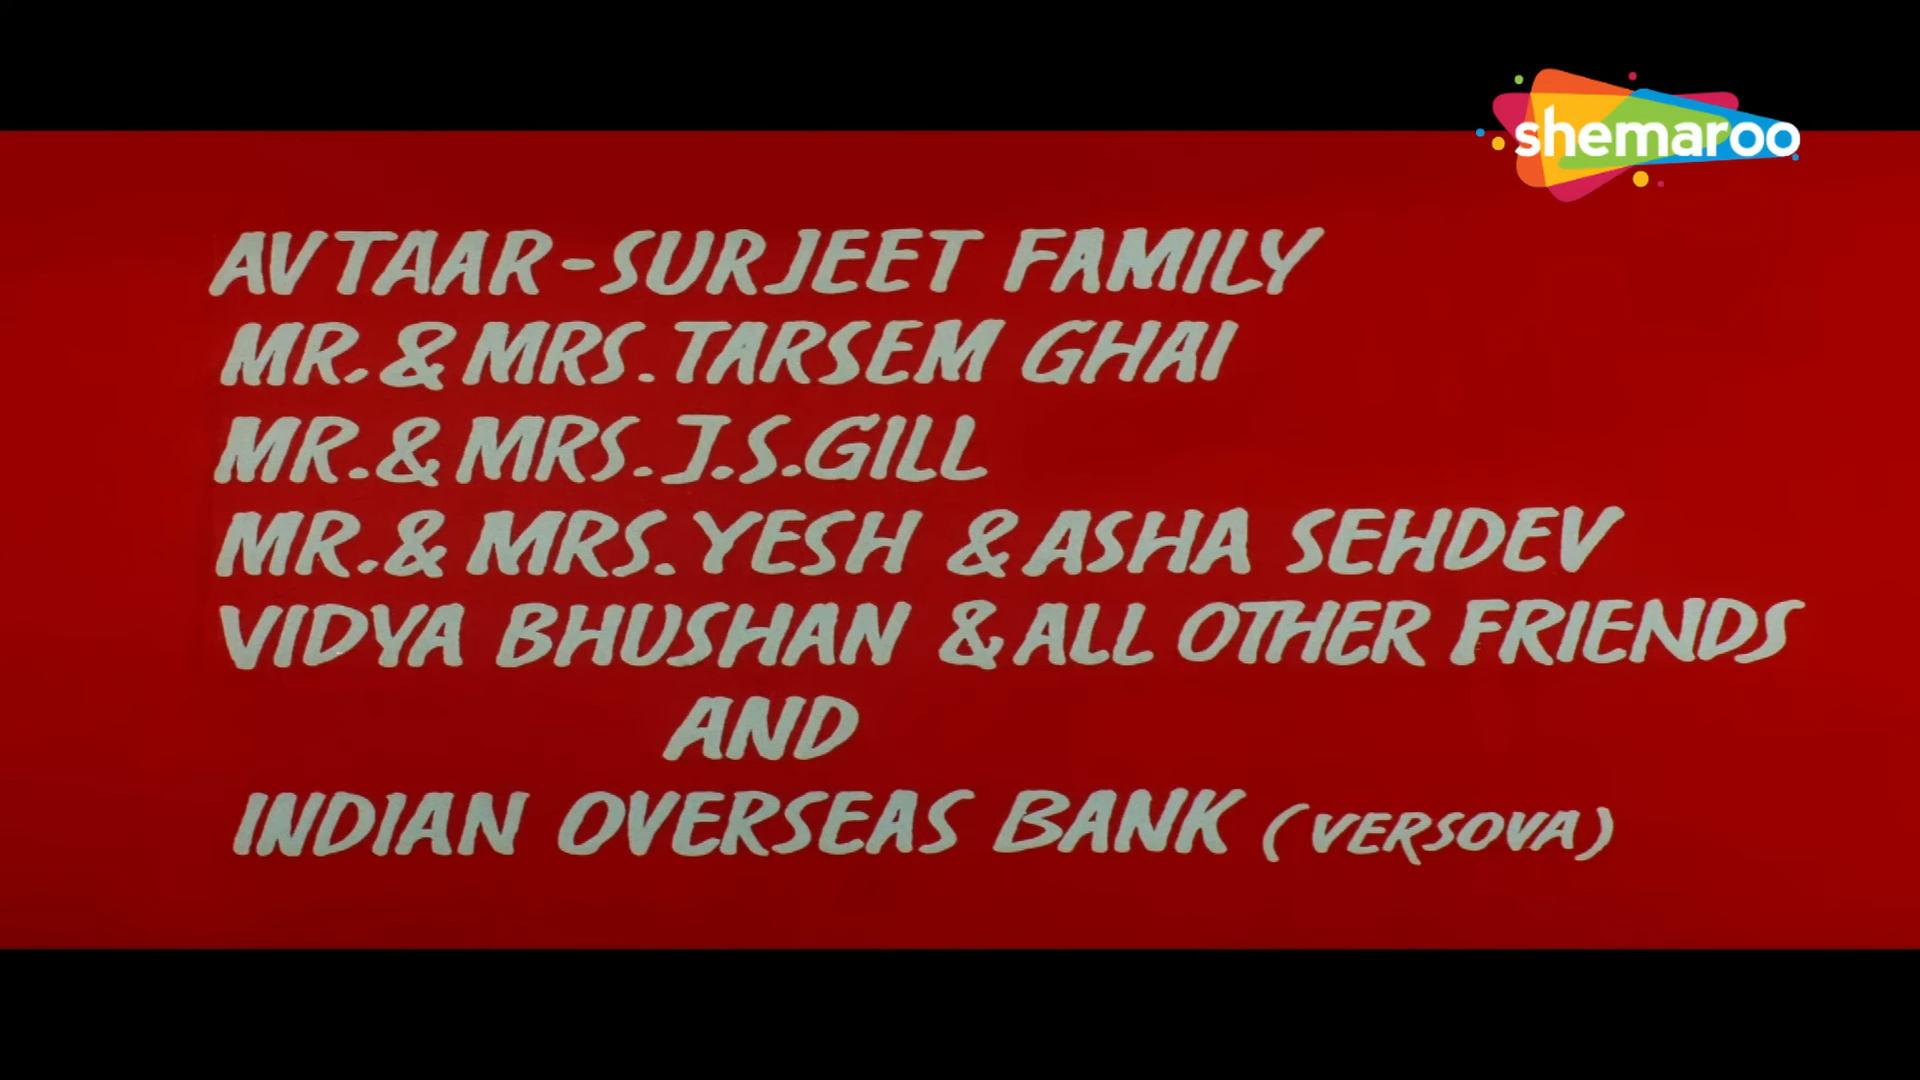 shemaroo
AVTAAR-SURJEET FAMILY
MR. & MRS. TARSEM GHAI
MR. & MRS. J.S. GILL
MR. & MRS. YESH & ASHA SEHDEV
VIDYA BHUSHAN & ALL OTHER FRIENDS
AND
INDIAN OVERSEAS BANK (VERSOVA)